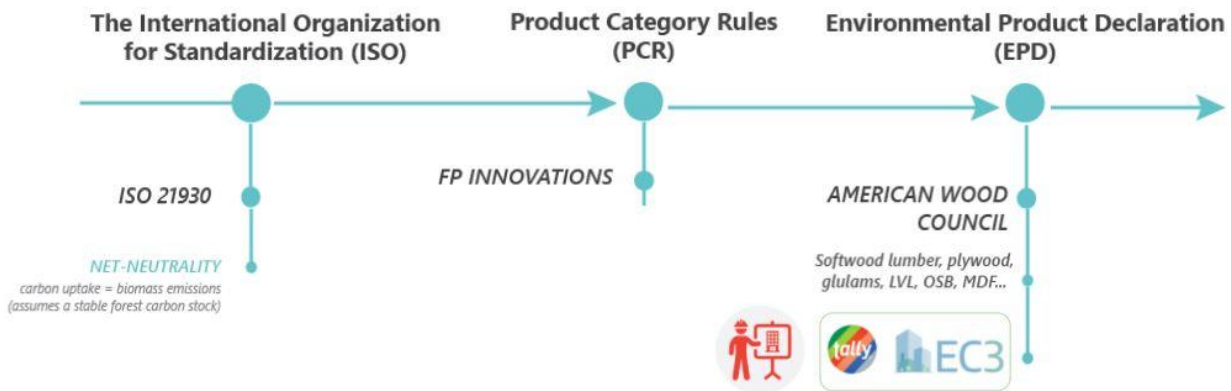 The International Organization
for Standardization (ISO)
Product Category Rules
(PCR)
Environmental Product Declaration
(EPD)
ISO 21930
NET-NEUTRALITY
carbon uptake = biomass emissions
(assumes a stable forest carbon stock)
FP INNOVATIONS
AMERICAN WOOD
COUNCIL
Softwood lumber, plywood,
glulams, LVL, OSB, MDF...
tally
EC3